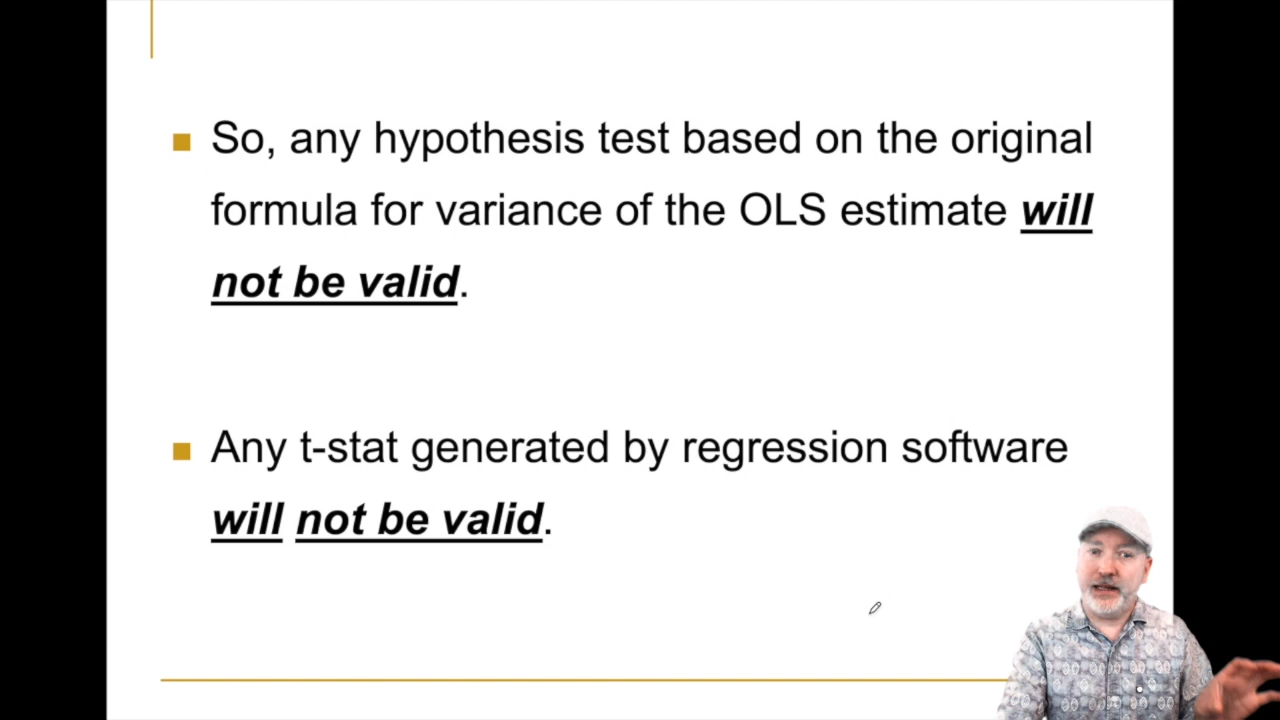 So, any hypothesis test based on the original
formula for variance of the OLS estimate will
not be valid.
Any t-stat generated by regression software
will not be valid.